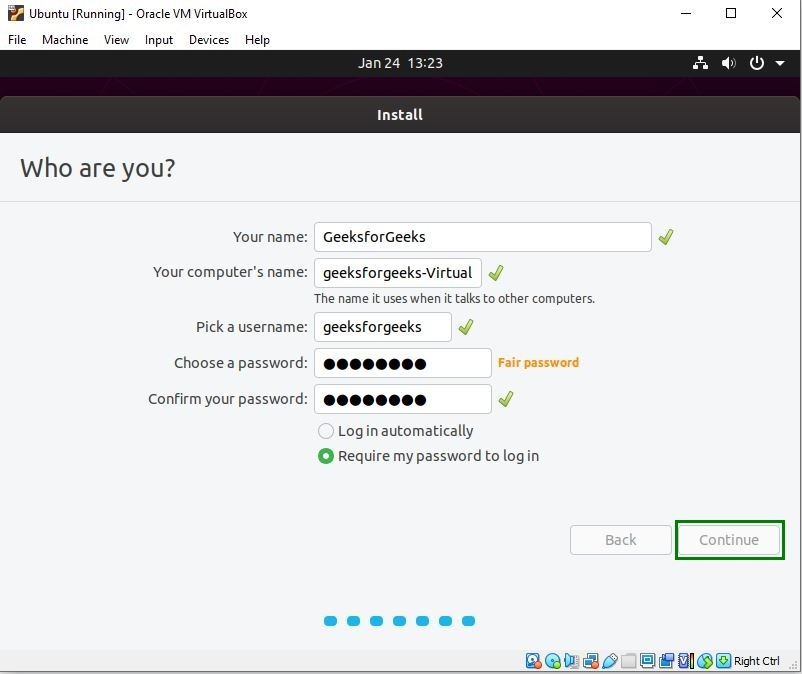 Ubuntu [Running] - Oracle VM VirtualBox
File Machine View Input Devices Help
Jan 24 13:23
Install
Who are you?
Your name: GeeksforGeeks
Your computer's name: geeksforgeeks-Virtual
The name it uses when it talks to other computers.
Pick a username: geeksforgeeks
Choose a password: ●●●●●●●● Fair password
Confirm your password: ●●●●●●●●
Log in automatically
Require my password to log in
Back Continue
Right Ctrl